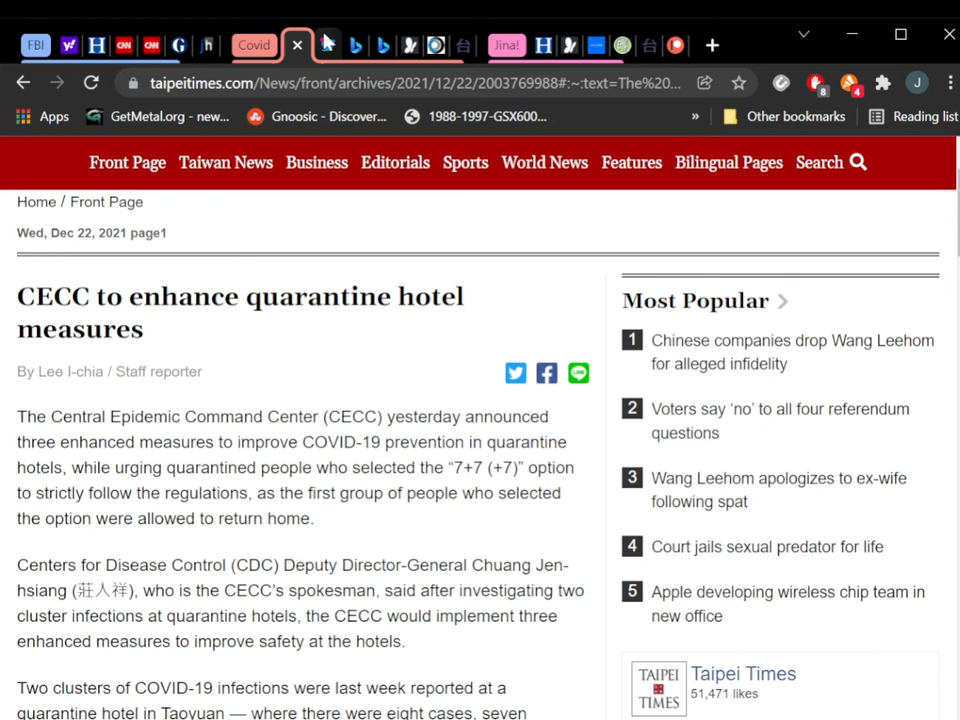 FBI
Covid
Jina!
taipeitimes.com/News/front/archives/2021/12/22/2003769988#:~:text=The%20...
J
8
4
Apps
GetMetal.org - new...
Gnoosic - Discover...
1988-1997-GSX600...
»
Other bookmarks
Reading list
Front Page Taiwan News Business Editorials Sports World News Features Bilingual Pages Search
Home / Front Page
Wed, Dec 22, 2021 page1
CECC to enhance quarantine hotel
measures
By Lee I-chia / Staff reporter
The Central Epidemic Command Center (CECC) yesterday announced
three enhanced measures to improve COVID-19 prevention in quarantine
hotels, while urging quarantined people who selected the “7+7 (+7)” option
to strictly follow the regulations, as the first group of people who selected
the option were allowed to return home.
Centers for Disease Control (CDC) Deputy Director-General Chuang Jen-
hsiang (莊人祥), who is the CECC’s spokesman, said after investigating two
cluster infections at quarantine hotels, the CECC would implement three
enhanced measures to improve safety at the hotels.
Two clusters of COVID-19 infections were last week reported at a
quarantine hotel in Taoyuan — where there were eight cases, seven
Most Popular
1 Chinese companies drop Wang Leehom
for alleged infidelity
2 Voters say ‘no’ to all four referendum
questions
3 Wang Leehom apologizes to ex-wife
following spat
4 Court jails sexual predator for life
5 Apple developing wireless chip team in
new office
TAIPEI
TIMES
Taipei Times
51,471 likes